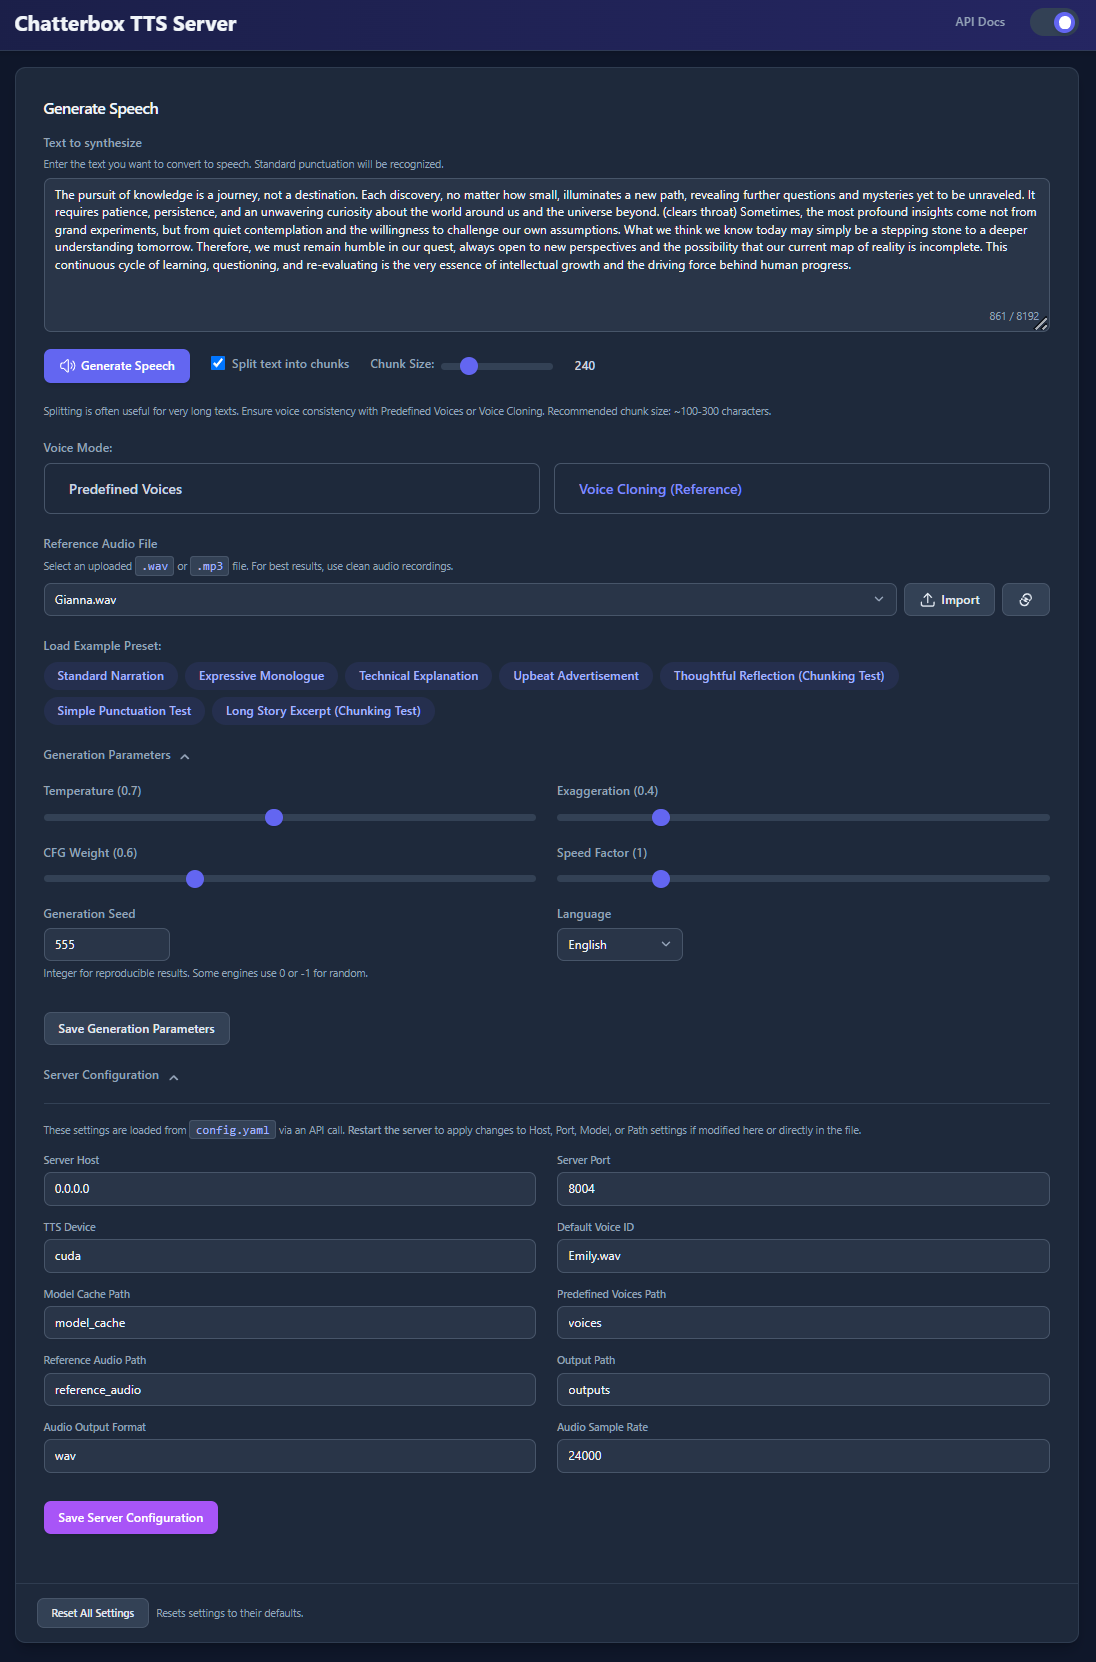 Chatterbox TTS Server
API Docs
Generate Speech
Text to synthesize
Enter the text you want to convert to speech. Standard punctuation will be recognized.
The pursuit of knowledge is a journey, not a destination. Each discovery, no matter how small, illuminates a new path, revealing further questions and mysteries yet to be unraveled. It
requires patience, persistence, and an unwavering curiosity about the world around us and the universe beyond. (clears throat) Sometimes, the most profound insights come not from
grand experiments, but from quiet contemplation and the willingness to challenge our own assumptions. What we think we know today may simply be a stepping stone to a deeper
understanding tomorrow. Therefore, we must remain humble in our quest, always open to new perspectives and the possibility that our current map of reality is incomplete. This
continuous cycle of learning, questioning, and re-evaluating is the very essence of intellectual growth and the driving force behind human progress.
861 / 8192
Generate Speech
Split text into chunks
Chunk Size:
240
Splitting is often useful for very long texts. Ensure voice consistency with Predefined Voices or Voice Cloning. Recommended chunk size: ~100-300 characters.
Voice Mode:
Predefined Voices
Voice Cloning (Reference)
Reference Audio File
Select an uploaded .wav or .mp3 file. For best results, use clean audio recordings.
Gianna.wav
Import
Load Example Preset:
Standard Narration
Expressive Monologue
Technical Explanation
Upbeat Advertisement
Thoughtful Reflection (Chunking Test)
Simple Punctuation Test
Long Story Excerpt (Chunking Test)
Generation Parameters
Temperature (0.7)
Exaggeration (0.4)
CFG Weight (0.6)
Speed Factor (1)
Generation Seed
Language
555
English
Integer for reproducible results. Some engines use 0 or -1 for random.
Save Generation Parameters
Server Configuration
These settings are loaded from config.yaml via an API call. Restart the server to apply changes to Host, Port, Model, or Path settings if modified here or directly in the file.
Server Host
Server Port
0.0.0.0
8004
TTS Device
Default Voice ID
cuda
Emily.wav
Model Cache Path
Predefined Voices Path
model_cache
voices
Reference Audio Path
Output Path
reference_audio
outputs
Audio Output Format
Audio Sample Rate
wav
24000
Save Server Configuration
Reset All Settings
Resets settings to their defaults.